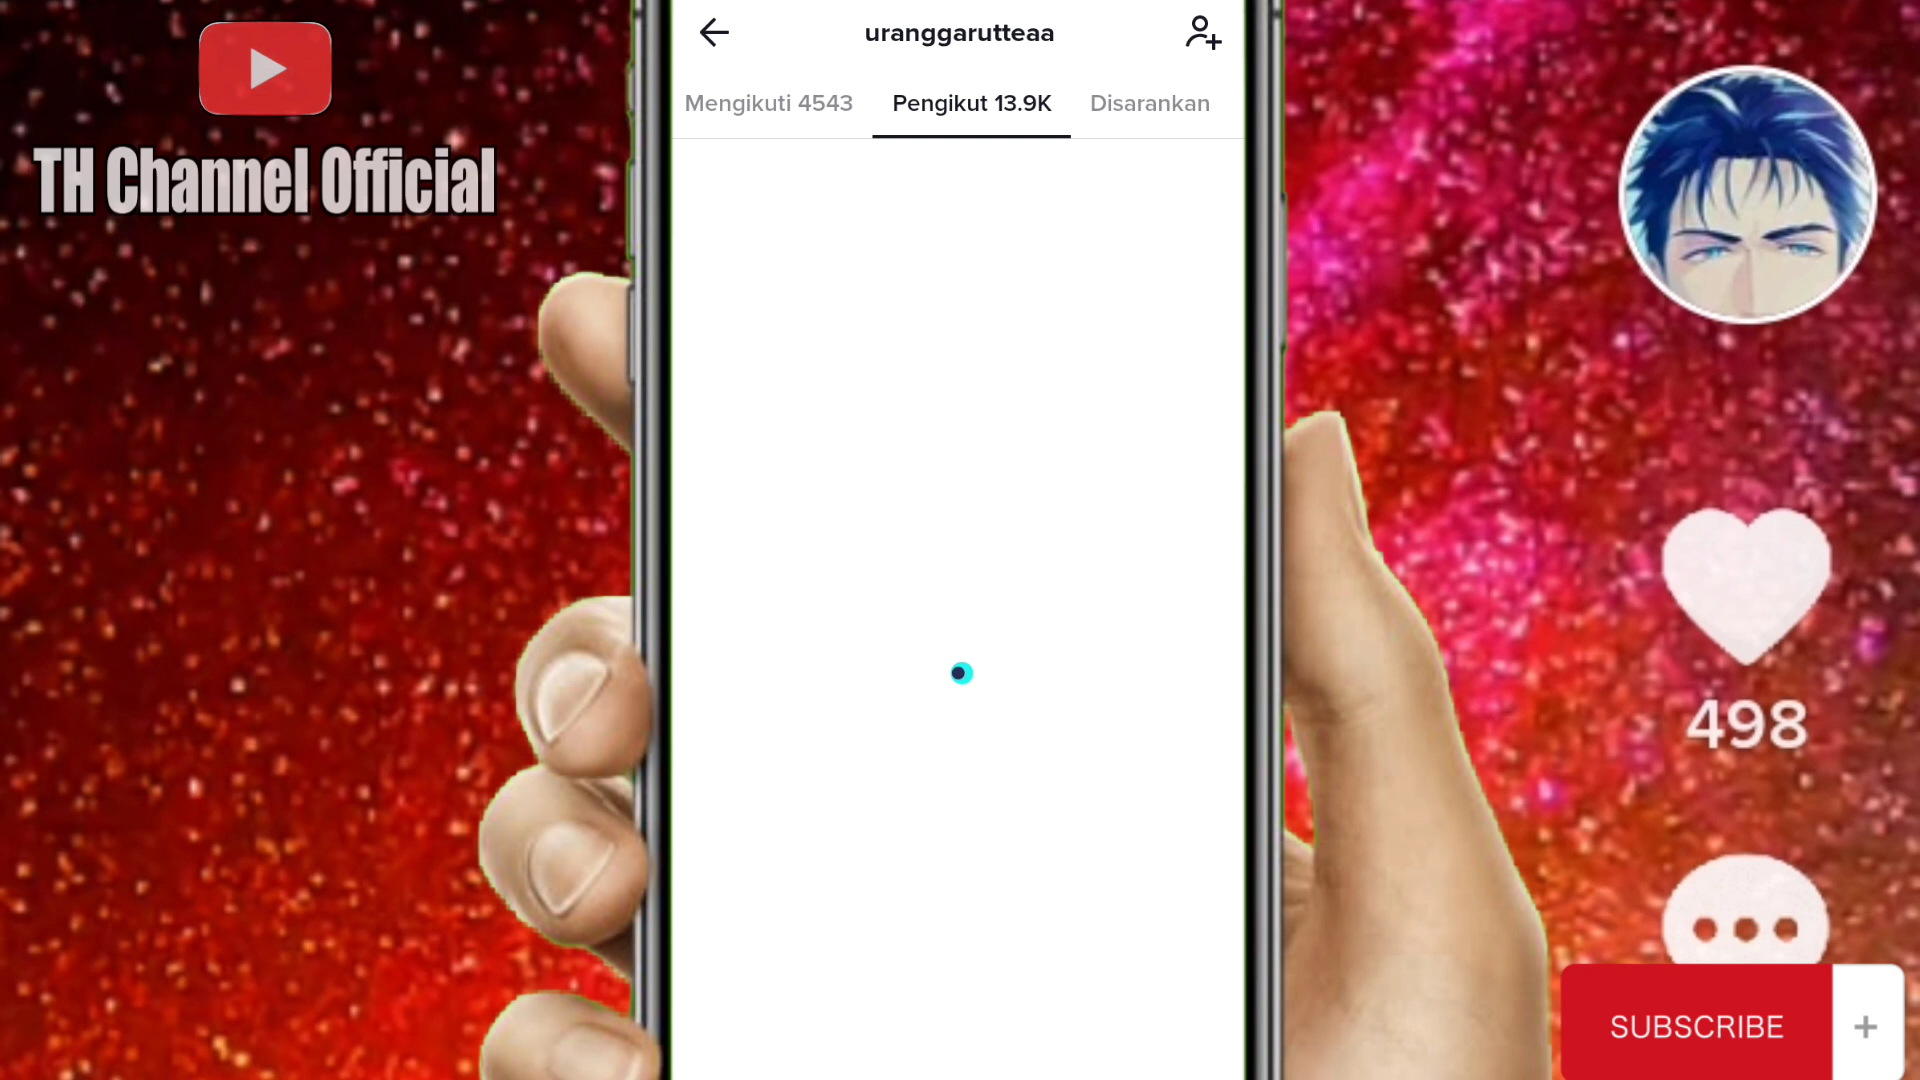 TH Channel Official
uranggarutteaa
Mengikuti 4543
Pengikut 13.9K
Disarankan
498
SUBSCRIBE
+